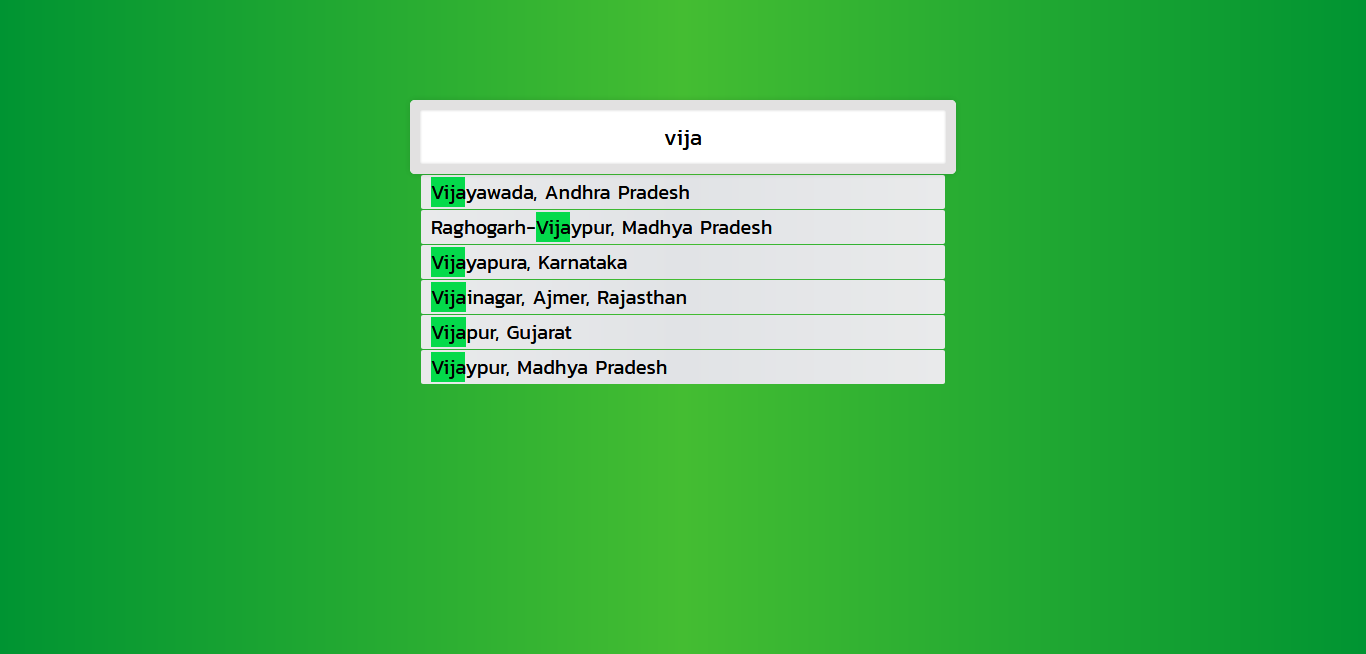 vija
Vijayawada, Andhra Pradesh
Raghogarh-Vijaypur, Madhya Pradesh
Vijayapura, Karnataka
Vijainagar, Ajmer, Rajasthan
Vijapur, Gujarat
Vijaypur, Madhya Pradesh